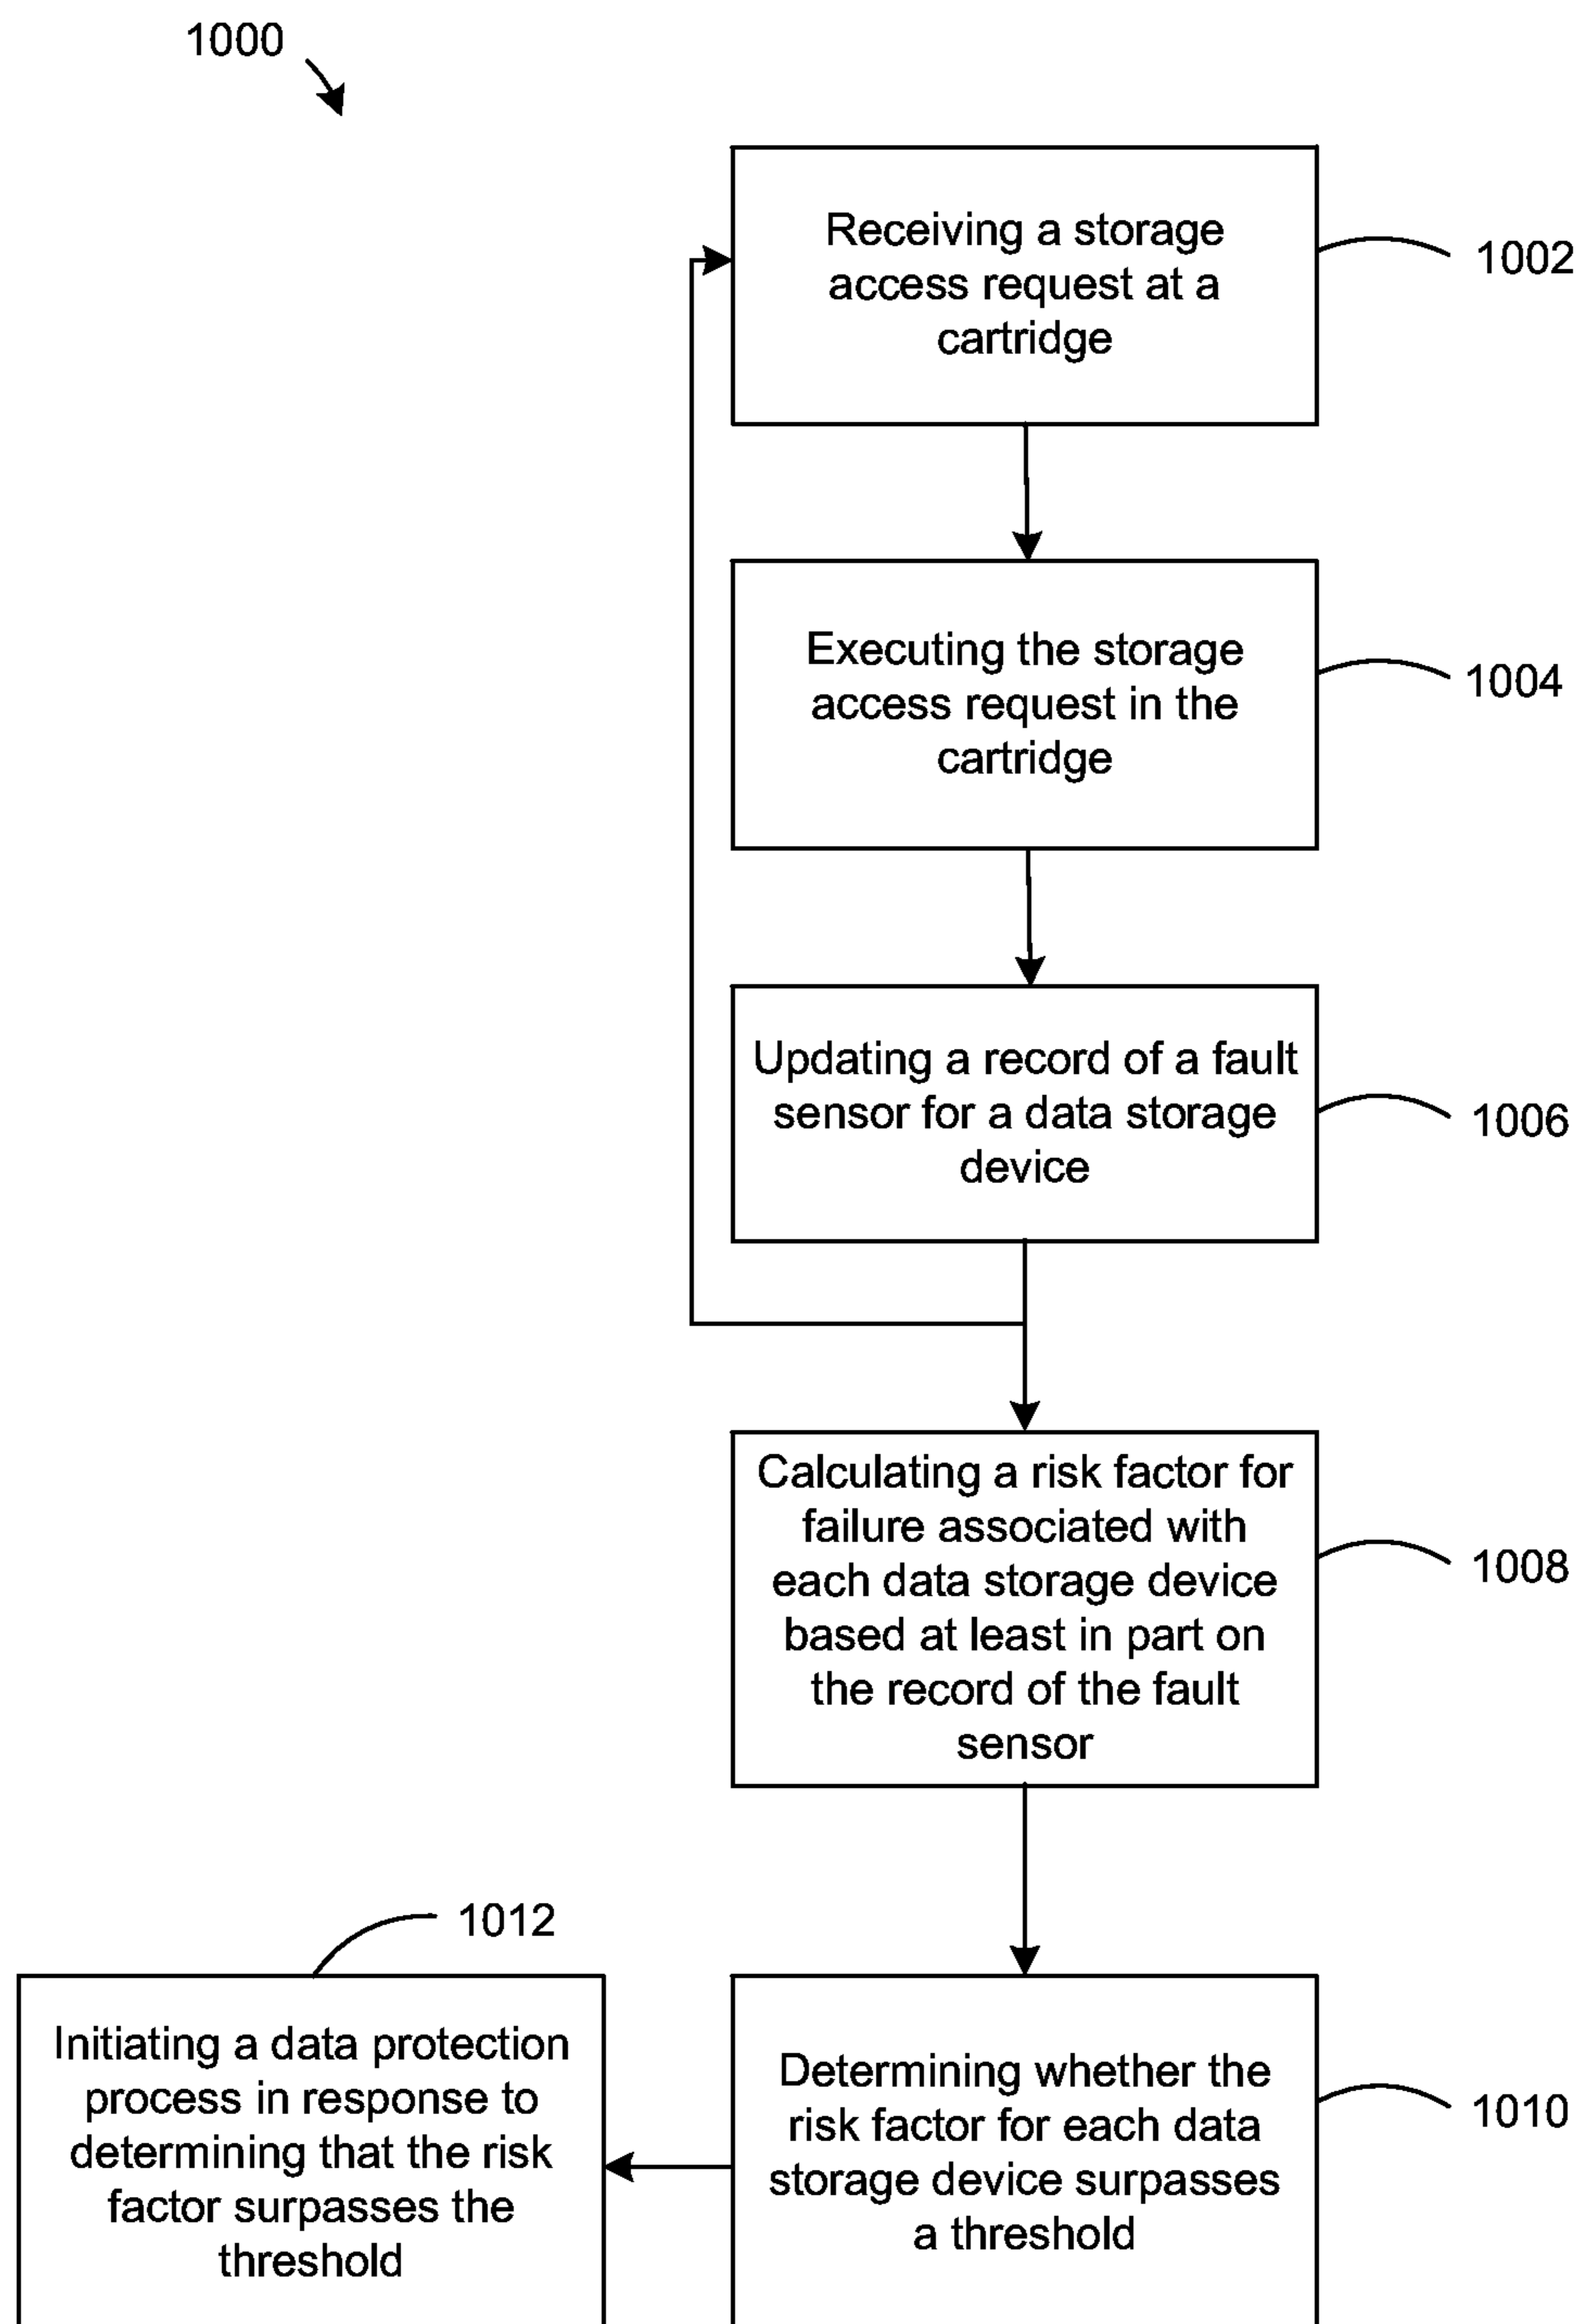 1000
Receiving a storage
access request at a
cartridge
1002
Executing the storage
access request in the
cartridge
1004
Updating a record of a fault
sensor for a data storage
device
1006
Calculating a risk factor for
failure associated with
each data storage device
based at least in part on
the record of the fault
sensor
1008
Determining whether the
risk factor for each data
storage device surpasses
a threshold
1010
1012
Initiating a data protection
process in response to
determining that the risk
factor surpasses the
threshold